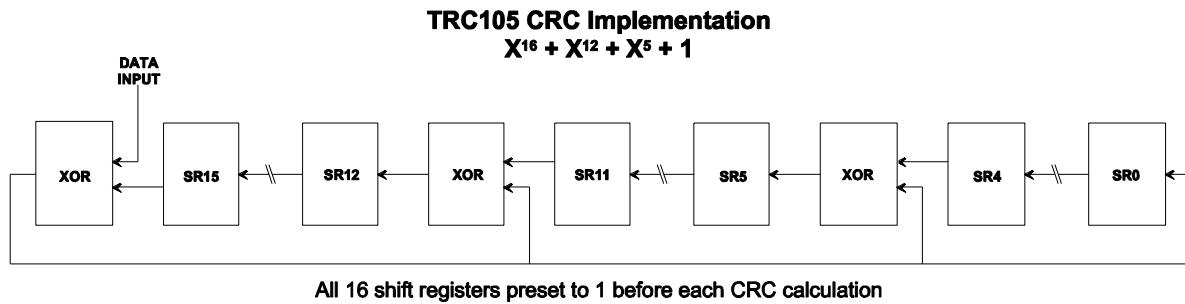 TRC105 CRC Implementation
X¹⁶ + X¹² + X⁵ + 1
DATA
INPUT
XOR
SR15
SR12
XOR
SR11
SR5
XOR
SR4
SR0
All 16 shift registers preset to 1 before each CRC calculation